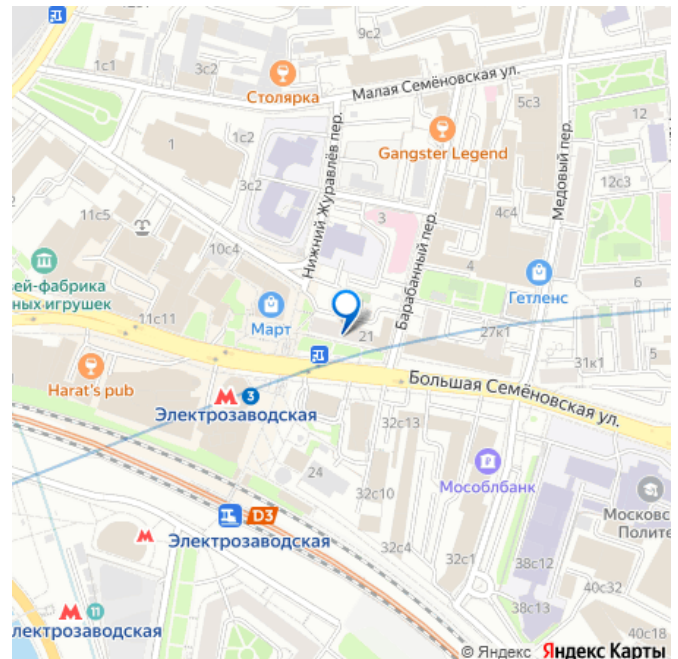 9с2
1с1
3с2
Столярка
Малая Семёновская ул.
5с3
12
Gangster Legend
1с2
1
Медовый пер.
12с3
3с2
Нижний Журавлёв пер.
3
11с5
4с4
10с4
Барабанный пер.
4
ей-фабрика
ных игрушек
Гетленс
6
11с11
Март
21
27к1
31к1
5
Harat's pub
3
Электрозаводская
Большая Семёновская ул.
32с13
24
Мособлбанк
32с10
D3
Электрозаводская
Московс
Полите
32с4
32с1
38с12
40с32
11
лектрозаводская
38с13
40с18
© Яндекс Яндекс Карты